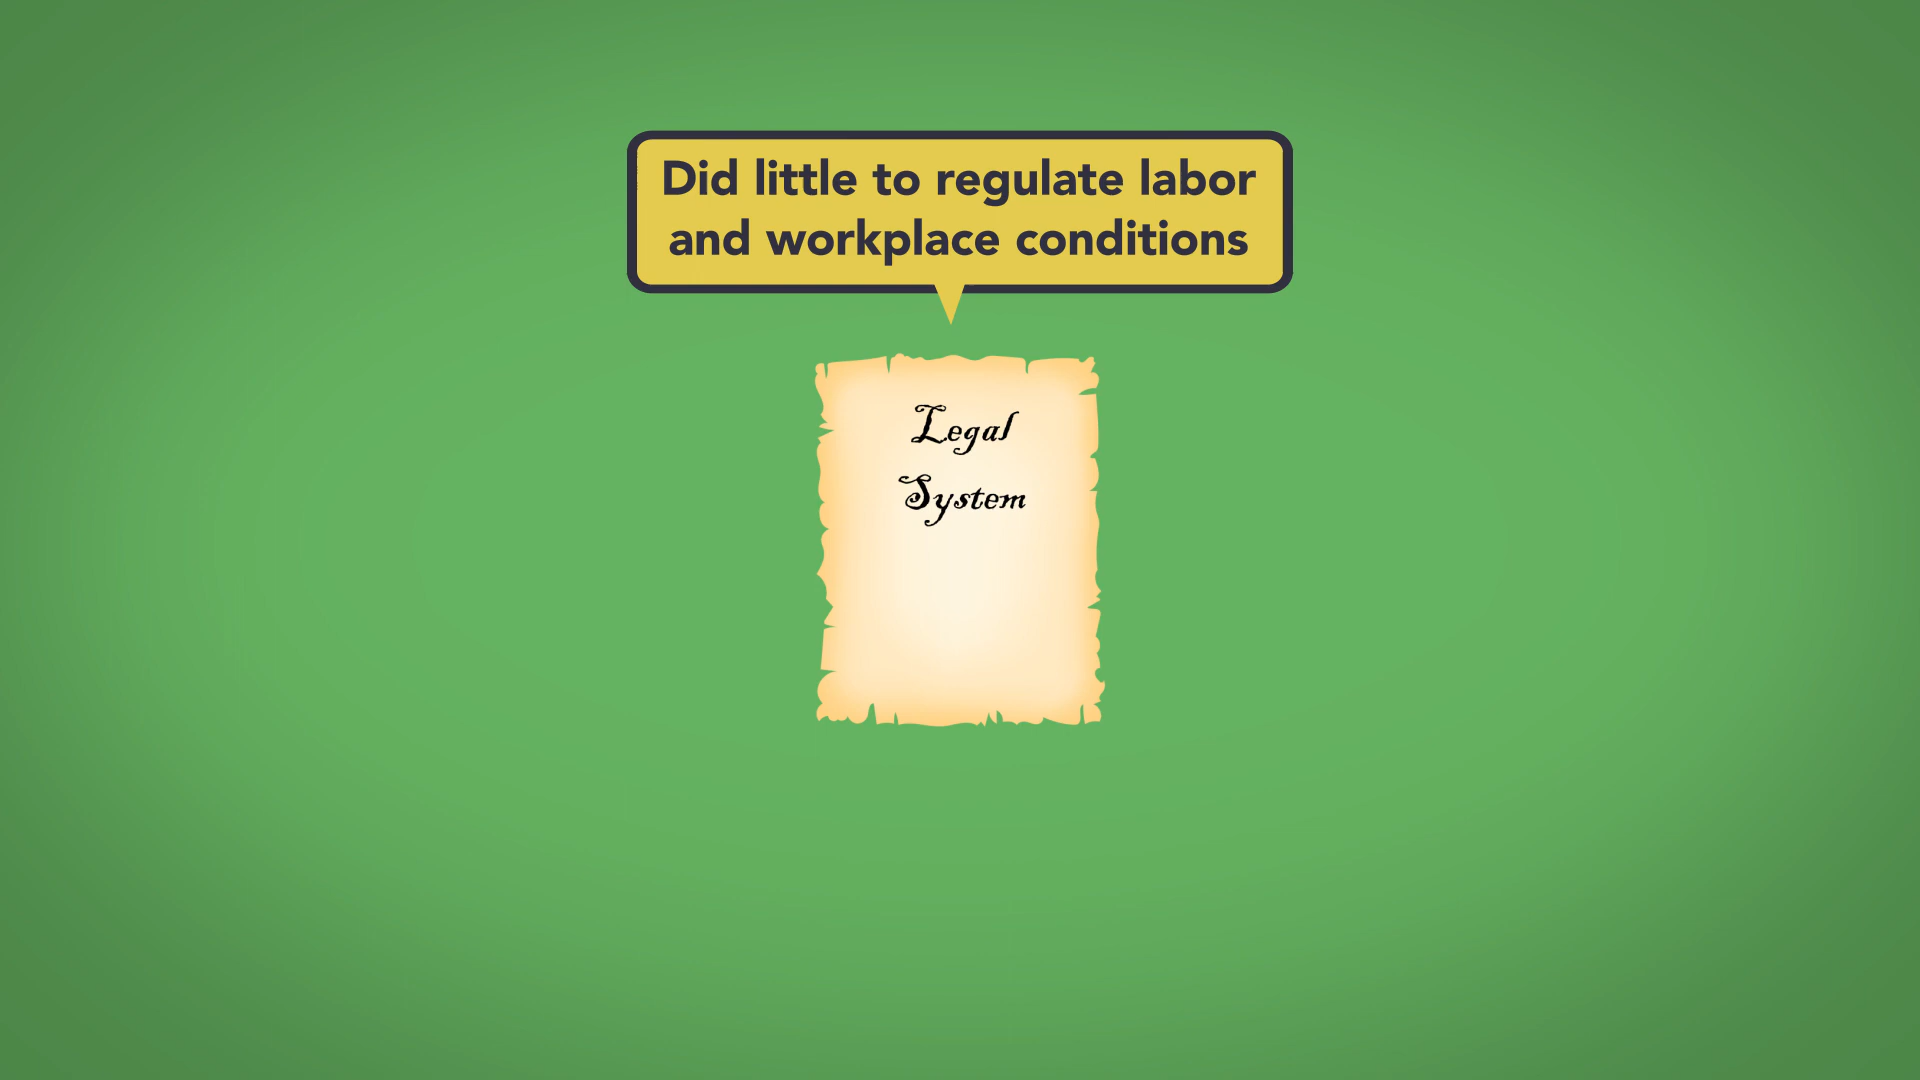 Did little to regulate labor
and workplace conditions
Legal
System